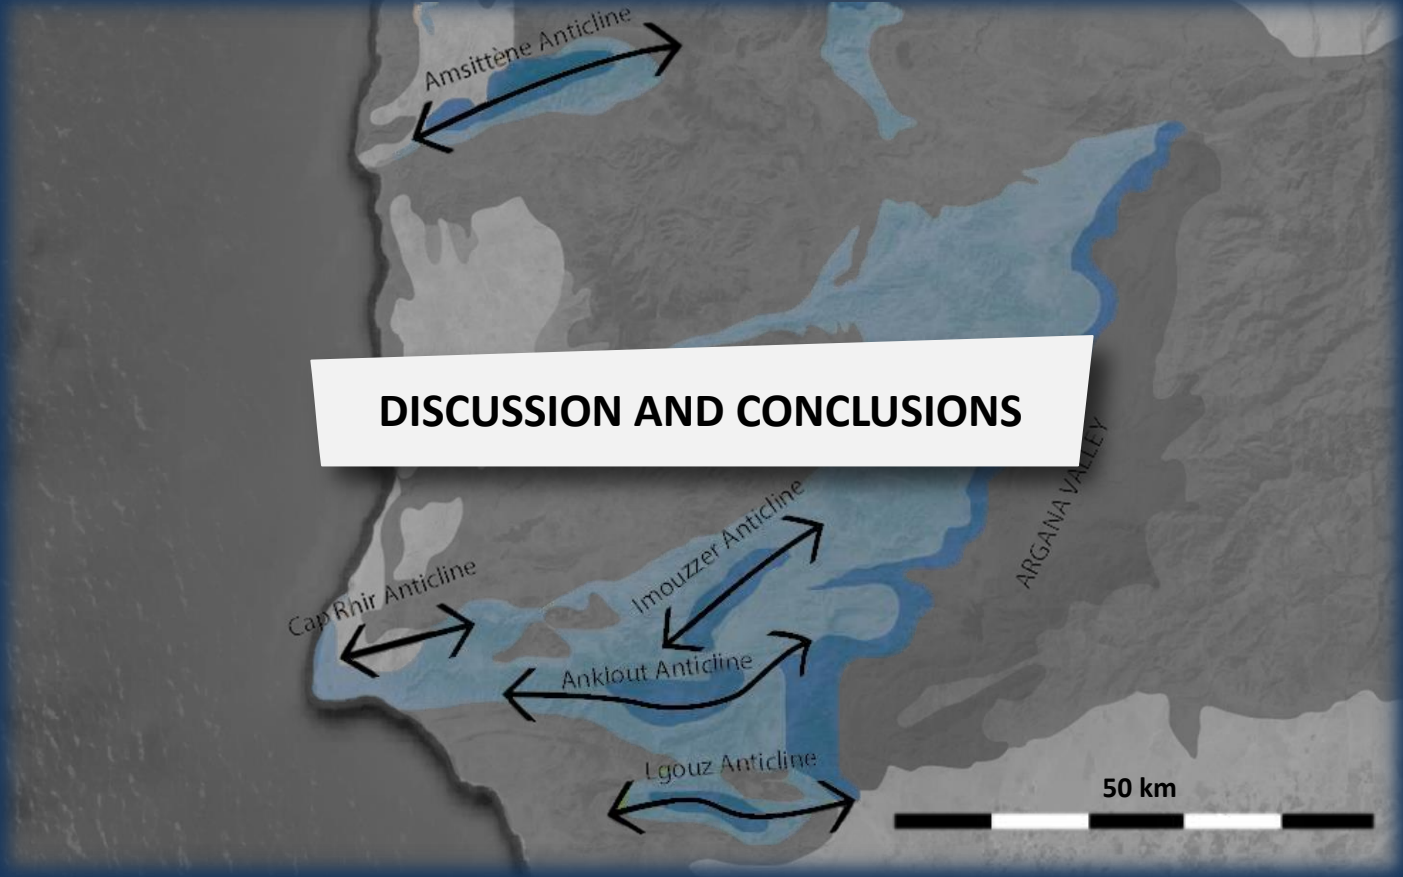 Amsittène Anticline
DISCUSSION AND CONCLUSIONS
ARGANA VALLEY
Imouzzer Anticline
Cap Rhir Anticline
Anklout Anticline
Lgouz Anticline
50 km